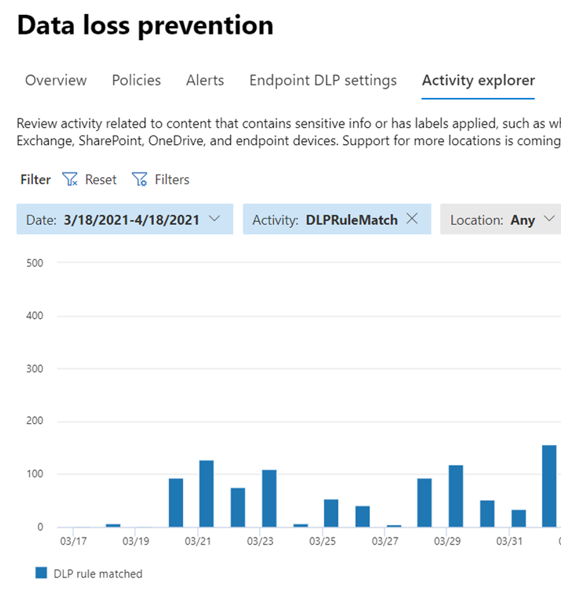 Data loss prevention
Overview Policies Alerts Endpoint DLP settings Activity explorer
Review activity related to content that contains sensitive info or has labels applied, such as
Exchange, SharePoint, OneDrive, and endpoint devices. Support for more locations is coming
Filter Reset Filters
Date: 3/18/2021-4/18/2021 Activity: DLPRuleMatch Location: Any
500
400
300
200
100
0
03/17 03/19 03/21 03/23 03/25 03/27 03/29 03/31
DLP rule matched